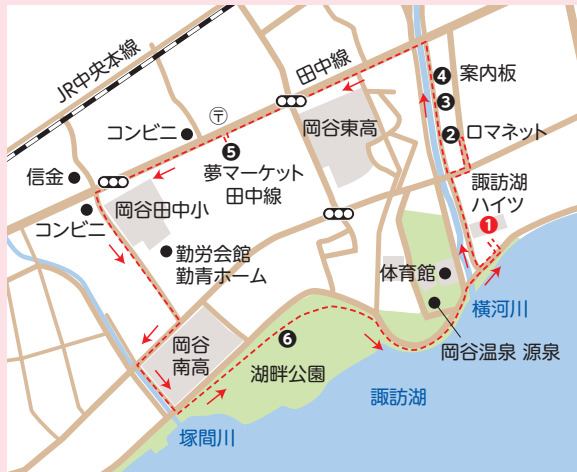 JR中央本線
田中線
❹
案内板
❸
〒
コンビニ
岡谷東高
❷
ロマネット
❺
夢マーケット
田中線
信金
諏訪湖
ハイツ
岡谷田中小
コンビニ
❶
勤労会館
勤青ホーム
体育館
横河川
❻
岡谷
南高
岡谷温泉 源泉
湖畔公園
諏訪湖
塚間川